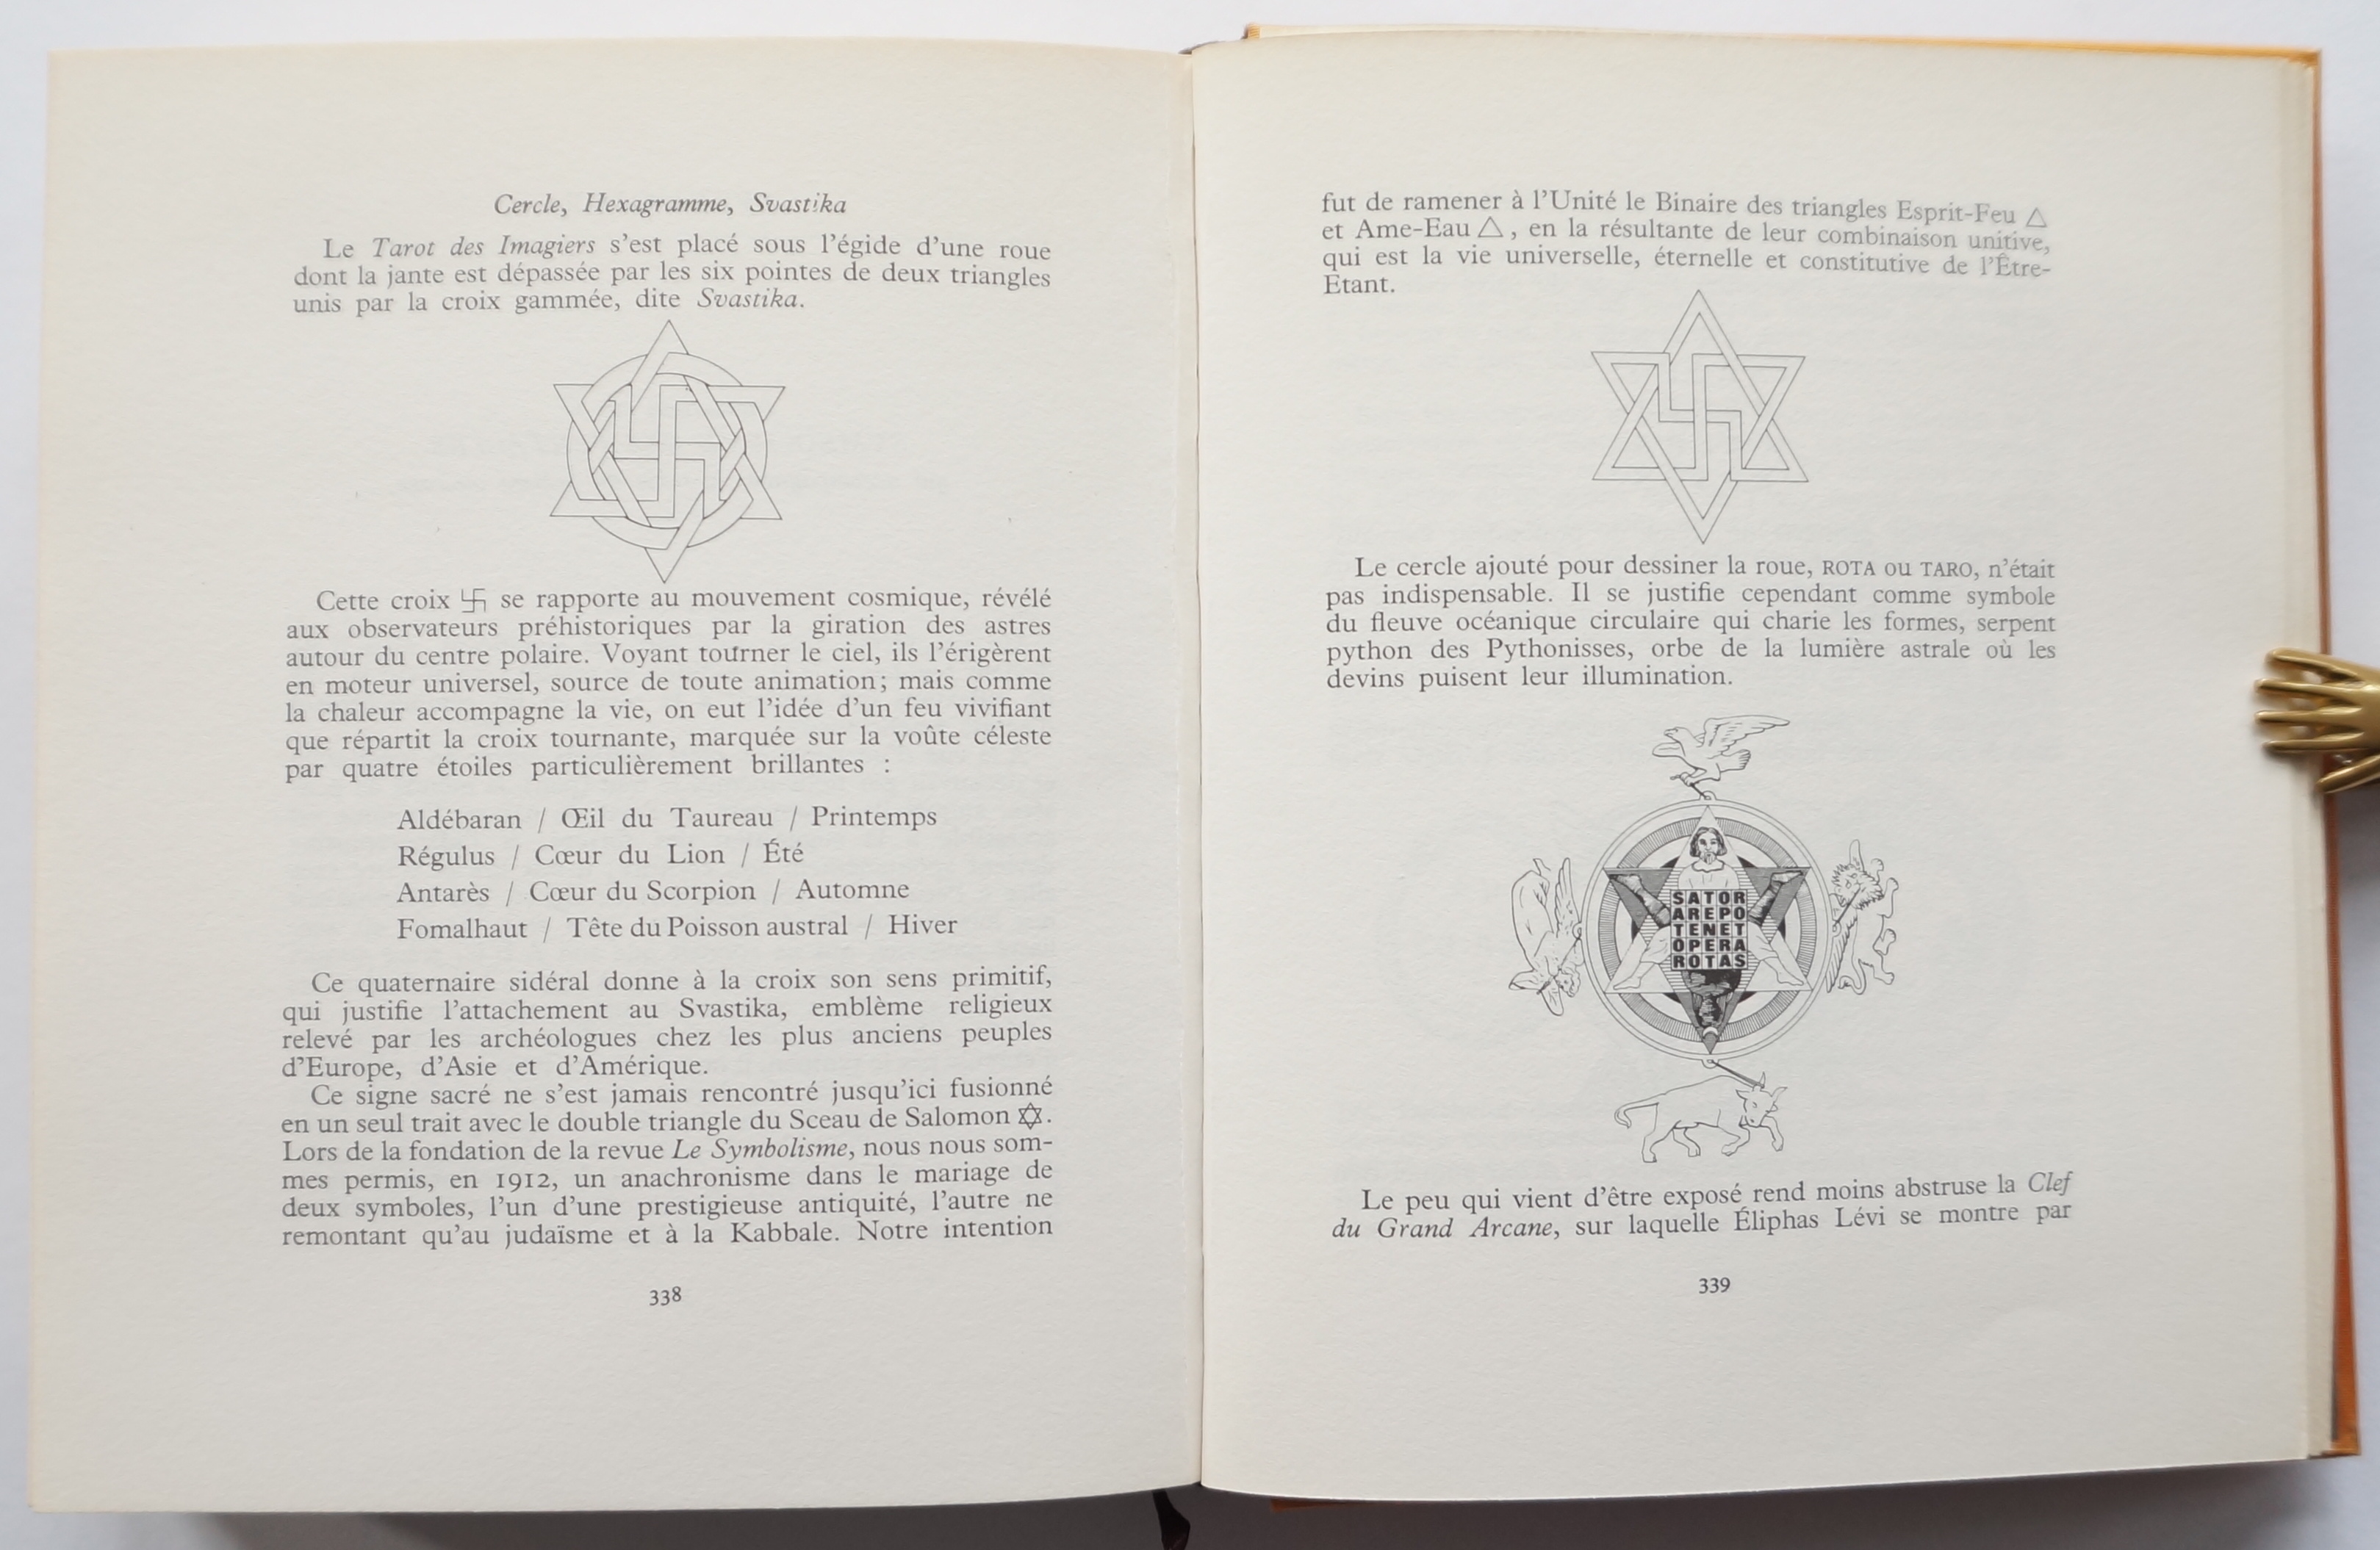 Cercle, Hexagramme, Svastika
Le Tarot des Imagiers s’est placé sous l’égide d’une roue
dont la jante est dépassée par les six pointes de deux triangles
unis par la croix gammée, dite Svastika.
Cette croix 卐 se rapporte au mouvement cosmique, révélé
aux observateurs préhistoriques par la giration des astres
autour du centre polaire. Voyant tourner le ciel, ils l’érigèrent
en moteur universel, source de toute animation; mais comme
la chaleur accompagne la vie, on eut l’idée d’un feu vivifiant
que répartit la croix tournante, marquée sur la voûte céleste
par quatre étoiles particulièrement brillantes :
Aldébaran / Œil du Taureau / Printemps
Régulus / Cœur du Lion / Été
Antarès / Cœur du Scorpion / Automne
Fomalhaut / Tête du Poisson austral / Hiver
Ce quaternaire sidéral donne à la croix son sens primitif,
qui justifie l’attachement au Svastika, emblème religieux
relevé par les archéologues chez les plus anciens peuples
d’Europe, d’Asie et d’Amérique.
Ce signe sacré ne s’est jamais rencontré jusqu’ici fusionné
en un seul trait avec le double triangle du Sceau de Salomon ✡.
Lors de la fondation de la revue Le Symbolisme, nous nous som-
mes permis, en 1912, un anachronisme dans le mariage de
deux symboles, l’un d’une prestigieuse antiquité, l’autre ne
remontant qu’au judaïsme et à la Kabbale. Notre intention
338
fut de ramener à l’Unité le Binaire des triangles Esprit-Feu △
et Ame-Eau △, en la résultante de leur combinaison unitive,
qui est la vie universelle, éternelle et constitutive de l’Être-
Etant.
Le cercle ajouté pour dessiner la roue, ROTA OU TARO, n’était
pas indispensable. Il se justifie cependant comme symbole
du fleuve océanique circulaire qui charie les formes, serpent
python des Pythonisses, orbe de la lumière astrale où les
devins puisent leur illumination.
SATOR
AREPO
TENET
OPERA
ROTAS
Le peu qui vient d’être exposé rend moins abstruse la Clef
du Grand Arcane, sur laquelle Éliphas Lévi se montre par
339